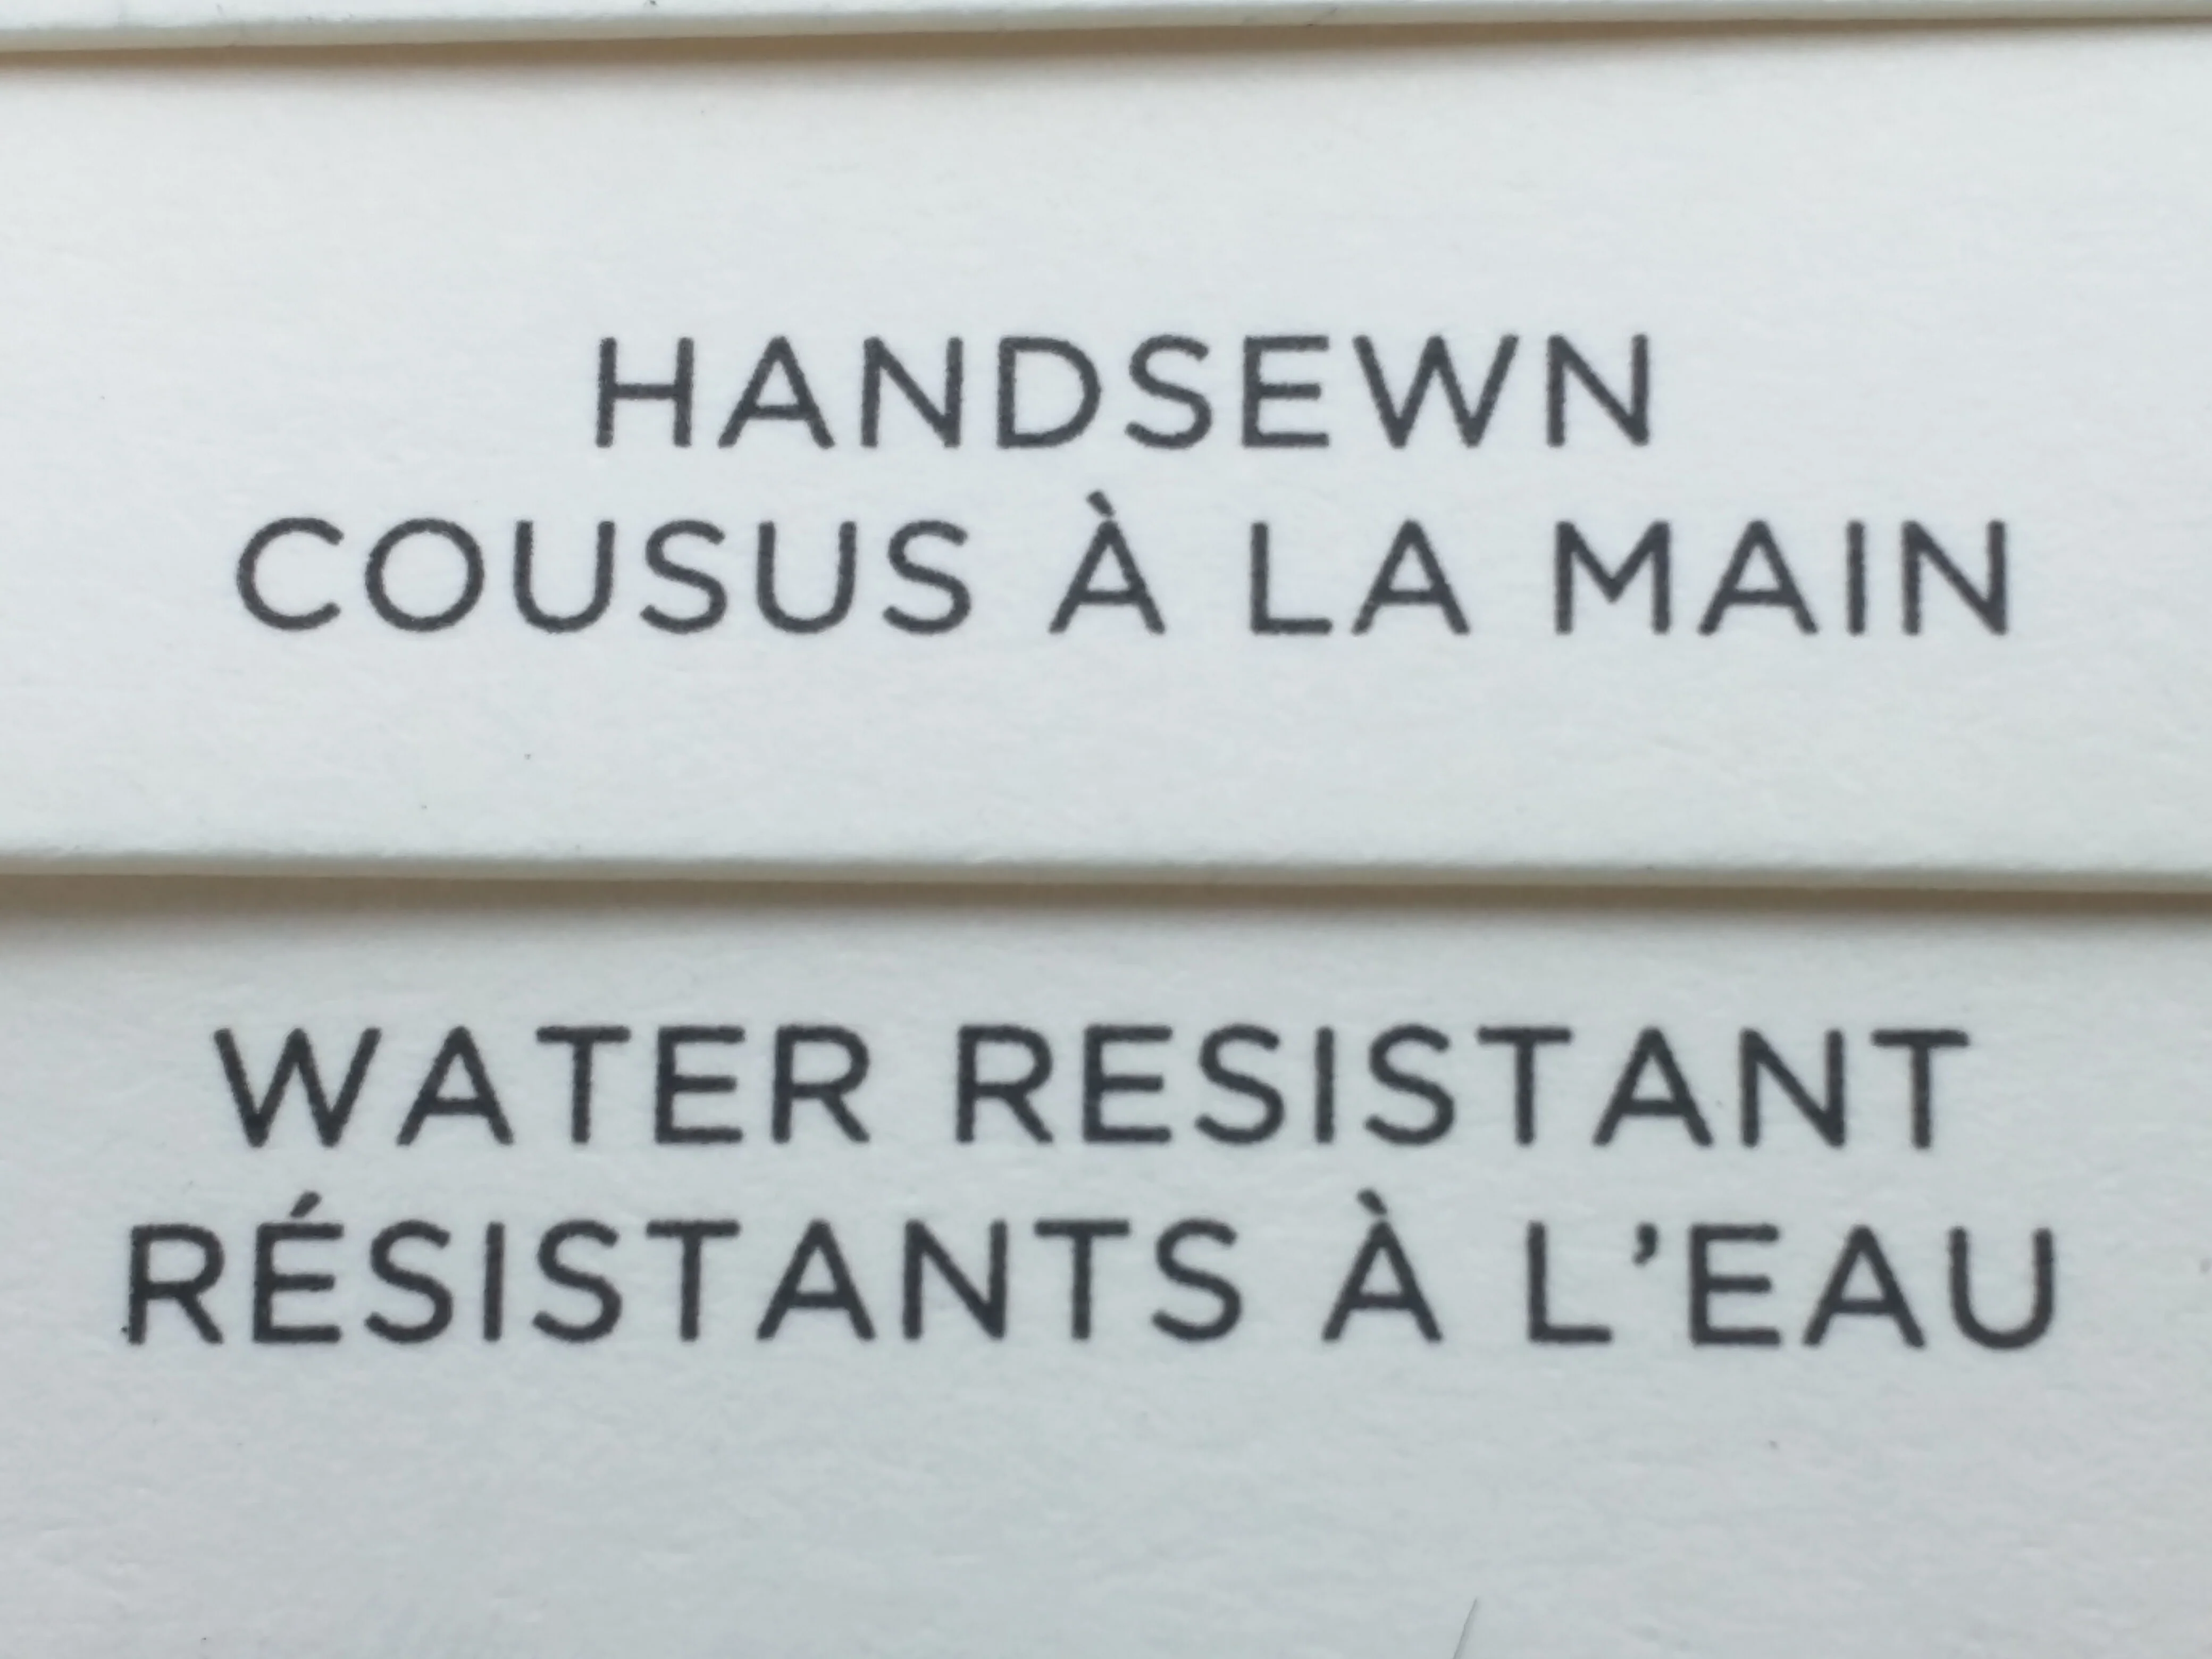 HANDSEWN
COUSUS À LA MAIN
WATER RESISTANT
RÉSISTANTS À L’EAU